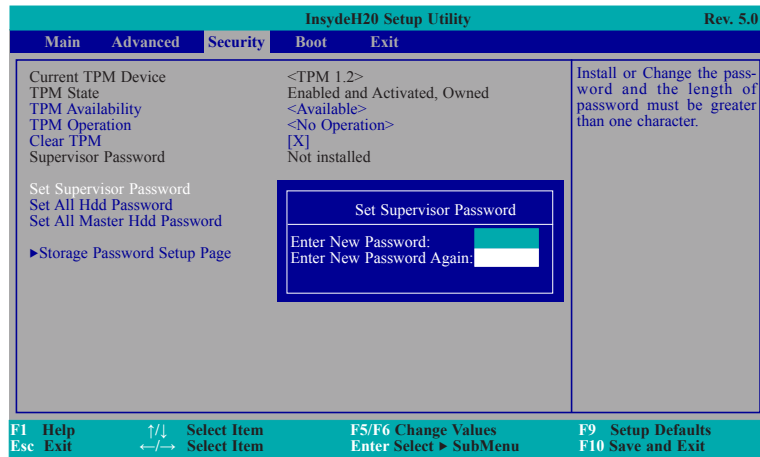 InsydeH20 Setup Utility Rev. 5.0
Main Advanced Security Boot Exit
Current TPM Device <TPM 1.2>
TPM State Enabled and Activated, Owned
TPM Availability <Available>
TPM Operation <No Operation>
Clear TPM [X]
Supervisor Password Not installed
Set Supervisor Password
Set All Hdd Password
Set All Master Hdd Password
►Storage Password Setup Page
Set Supervisor Password
Enter New Password:
Enter New Password Again:
Install or Change the pass-
word and the length of
password must be greater
than one character.
F1 Help ↑/↓ Select Item F5/F6 Change Values F9 Setup Defaults
Esc Exit ←/→ Select Item Enter Select ► SubMenu F10 Save and Exit